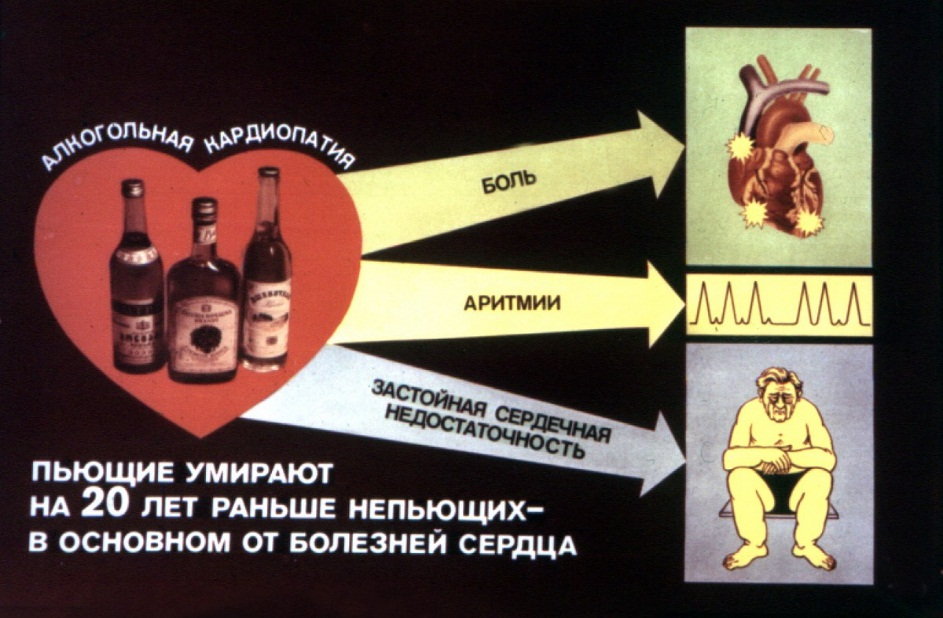 АЛКОГОЛЬНАЯ КАРДИОПАТИЯ
БОЛЬ
АРИТМИИ
ЗАСТОЙНАЯ СЕРДЕЧНАЯ
НЕДОСТАТОЧНОСТЬ
ПЬЮЩИЕ УМИРАЮТ
НА 20 ЛЕТ РАНЬШЕ НЕПЬЮЩИХ–
В ОСНОВНОМ ОТ БОЛЕЗНЕЙ СЕРДЦА